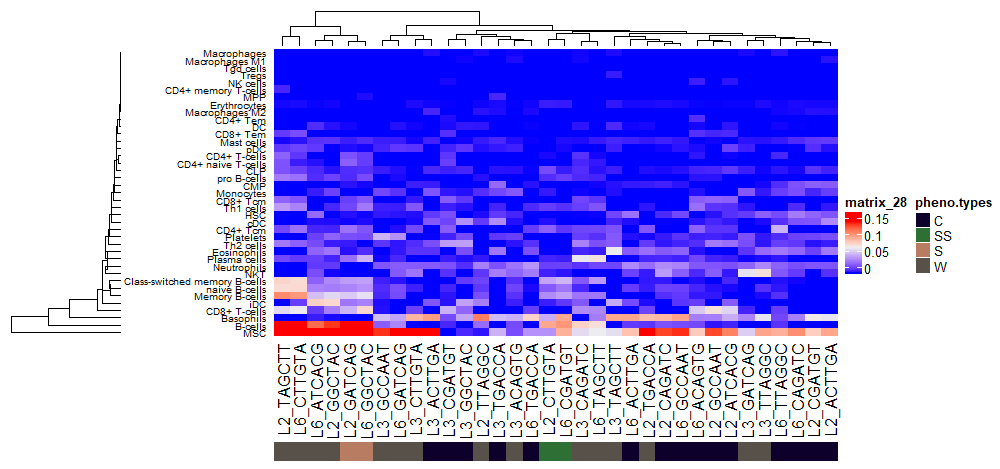 Macrophages
Macrophages M1
Tgd cells
Tregs
NK cells
CD4+ memory T-cells
MPP
Erythrocytes
Macrophages M2
CD4+ Tem
DC
CD8+ Tem
Mast cells
pDC
CD4+ T-cells
CD4+ naive T-cells
CLP
pro B-cells
CMP
Monocytes
CD8+ Tcm
Th1 cells
HSC
cDC
CD4+ Tcm
Platelets
Th2 cells
Eosinophils
Plasma cells
Neutrophils
NKT
Class-switched memory B-cells
naive B-cells
Memory B-cells
iDC
CD8+ T-cells
Basophils
B-cells
MSC
L2_TAGCTT
L6_CTTGTA
L6_ATCACG
L2_GGCTAC
L2_GATCAG
L6_GGCTAC
L3_GCCAAT
L6_GATCAG
L3_CTTGTA
L3_ACTTGA
L3_CGATGT
L3_GGCTAC
L2_TTAGGC
L3_TGACCA
L3_ACAGTG
L6_TGACCA
L2_CTTGTA
L6_CGATGT
L3_CAGATC
L6_TAGCTT
L3_TAGCTT
L6_ACTTGA
L2_TGACCA
L2_CAGATC
L6_GCCAAT
L6_ACAGTG
L2_GCCAAT
L2_ATCACG
L3_GATCAG
L3_TTAGGC
L6_TTAGGC
L6_CAGATC
L2_CGATGT
L2_ACTTGA
matrix_28
0.15
0.1
0.05
0
pheno.types
C
SS
S
W